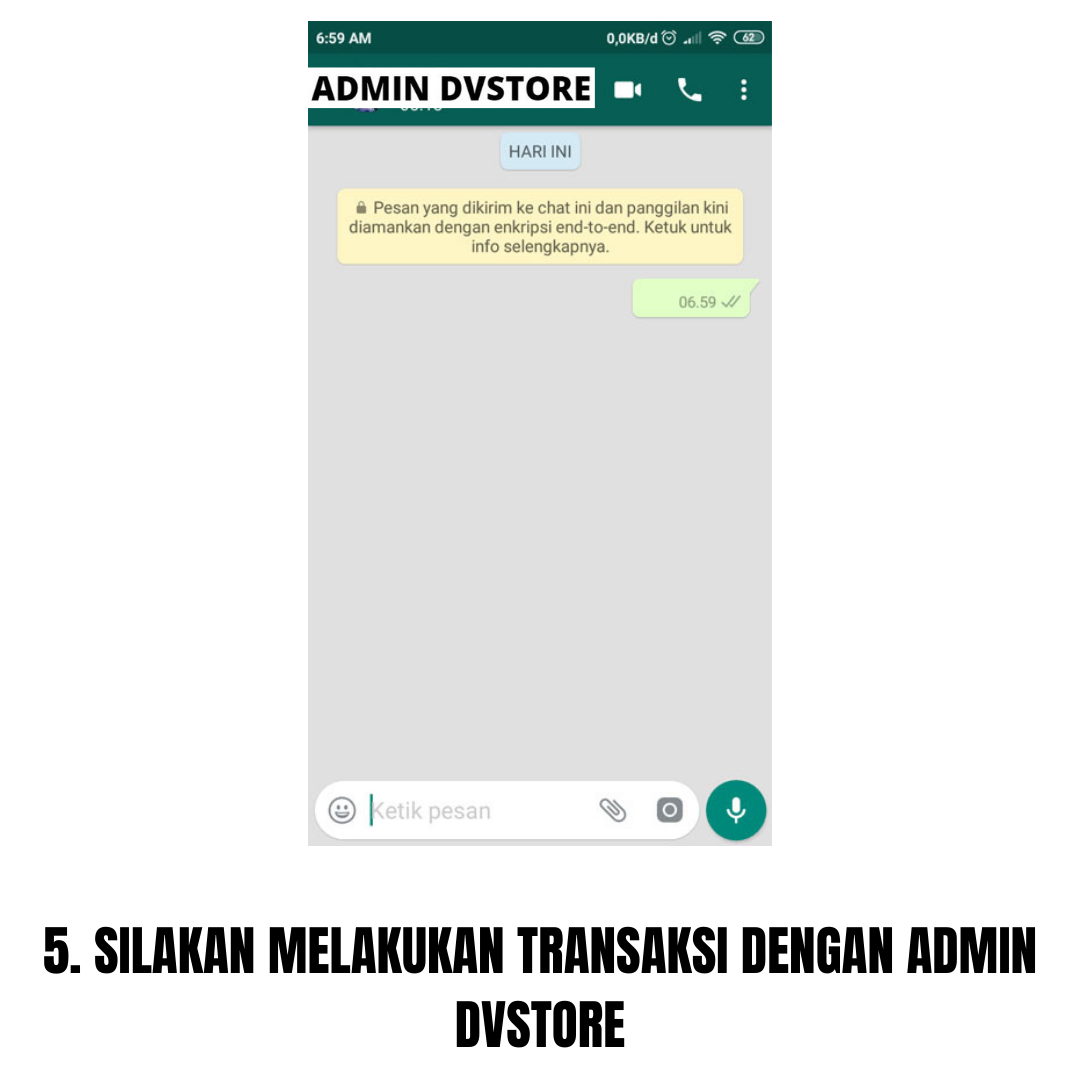 6:59 AM 0,0KB/d 62
ADMIN DVSTORE
HARI INI
Pesan yang dikirim ke chat ini dan panggilan kini
diamankan dengan enkripsi end-to-end. Ketuk untuk
info selengkapnya.
06.59
Ketik pesan
5. SILAKAN MELAKUKAN TRANSAKSI DENGAN ADMIN
DVSTORE